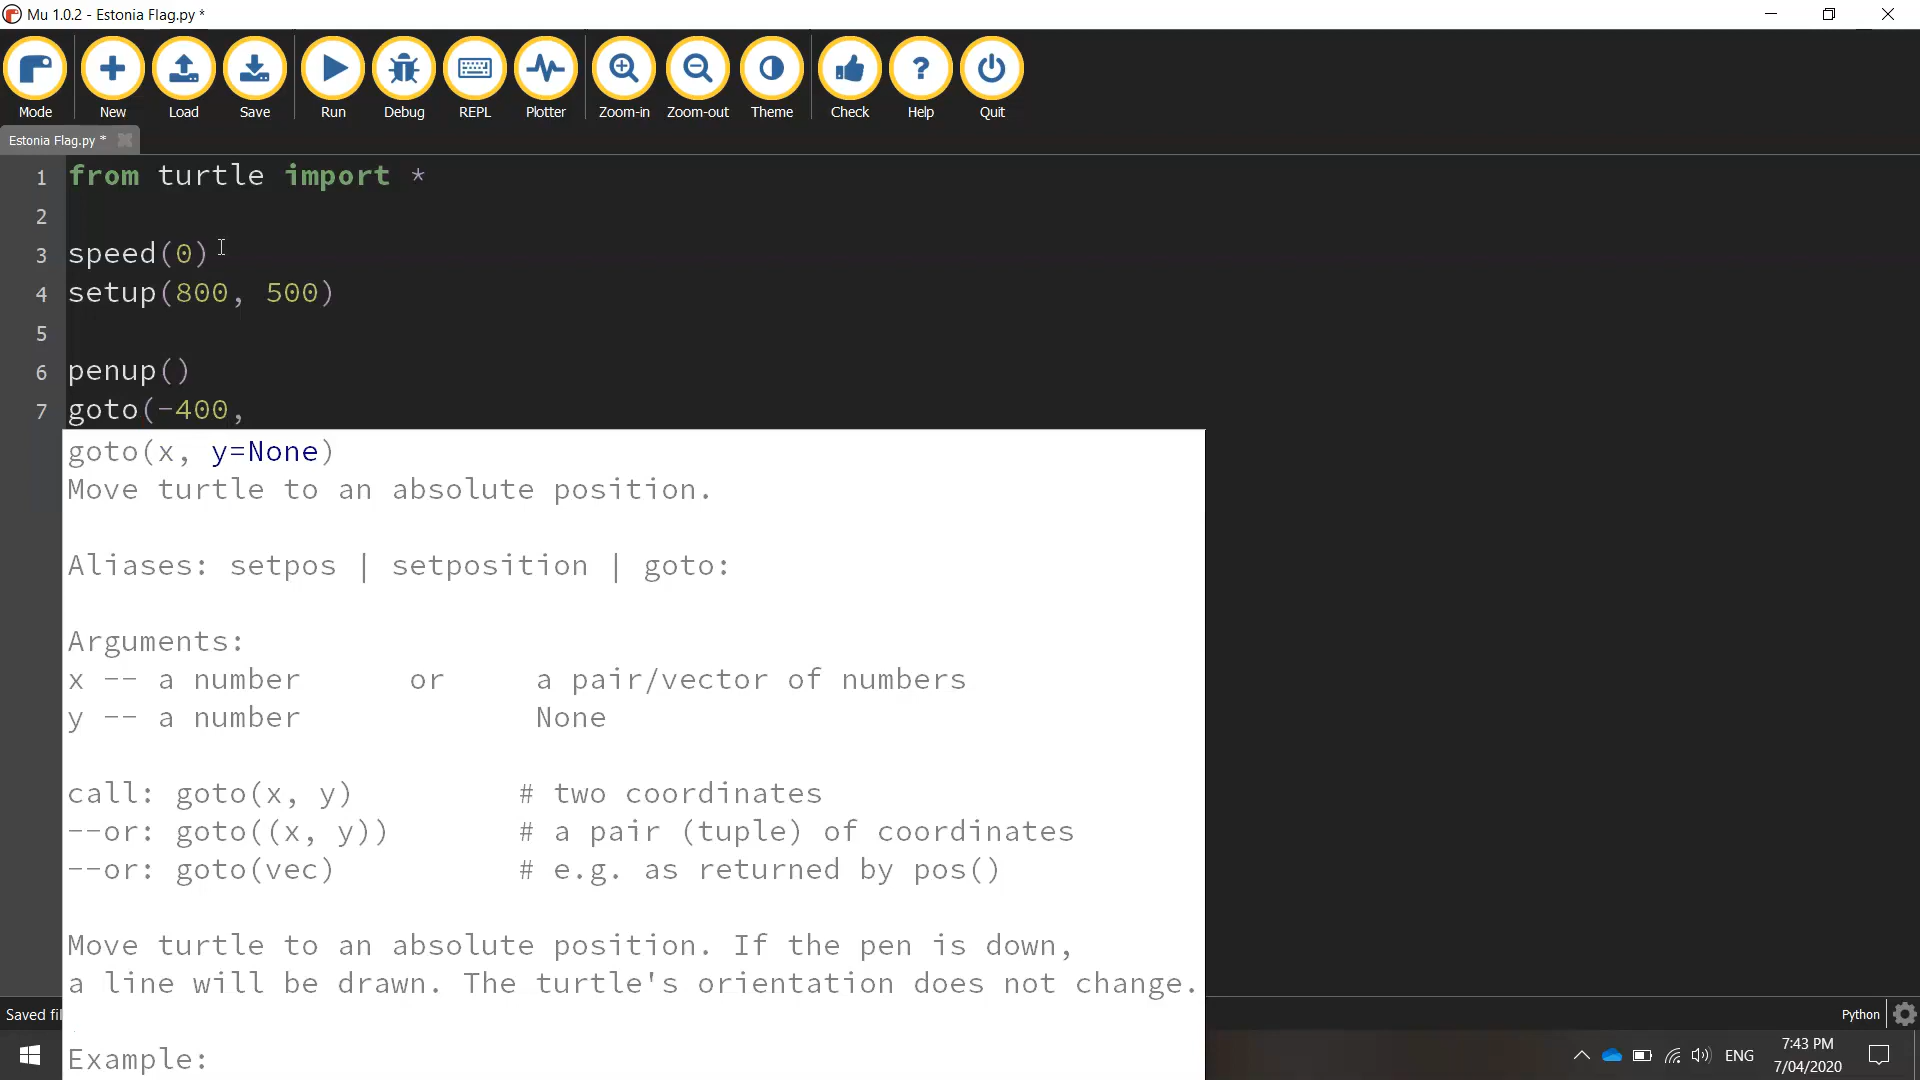 Mu 1.0.2 - Estonia Flag.py *
Mode New Load Save Run Debug REPL Plotter Zoom-in Zoom-out Theme Check Help Quit
Estonia Flag.py *
1 from turtle import *
2
3 speed(0)
4 setup(800, 500)
5
6 penup()
7 goto(-400,
goto(x, y=None)
Move turtle to an absolute position.
Aliases: setpos | setposition | goto:
Arguments:
x -- a number or a pair/vector of numbers
y -- a number None
call: goto(x, y) # two coordinates
--or: goto((x, y)) # a pair (tuple) of coordinates
--or: goto(vec) # e.g. as returned by pos()
Move turtle to an absolute position. If the pen is down,
a line will be drawn. The turtle's orientation does not change.
Example:
Saved fil
Python
ENG
7:43 PM
7/04/2020